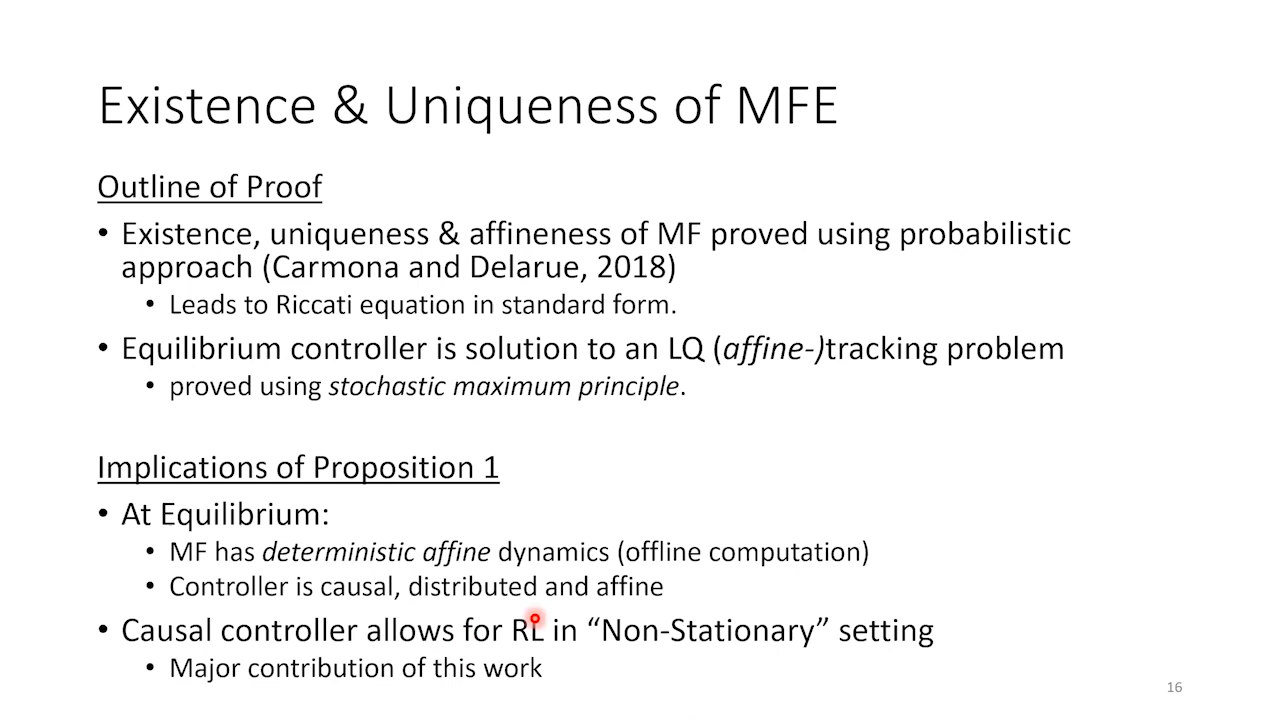 Existence & Uniqueness of MFE
Outline of Proof
• Existence, uniqueness & affineness of MF proved using probabilistic
approach (Carmona and Delarue, 2018)
• Leads to Riccati equation in standard form.
• Equilibrium controller is solution to an LQ (affine-)tracking problem
• proved using stochastic maximum principle.
Implications of Proposition 1
• At Equilibrium:
• MF has deterministic affine dynamics (offline computation)
• Controller is causal, distributed and affine
• Causal controller allows for RL in “Non-Stationary” setting
• Major contribution of this work
16